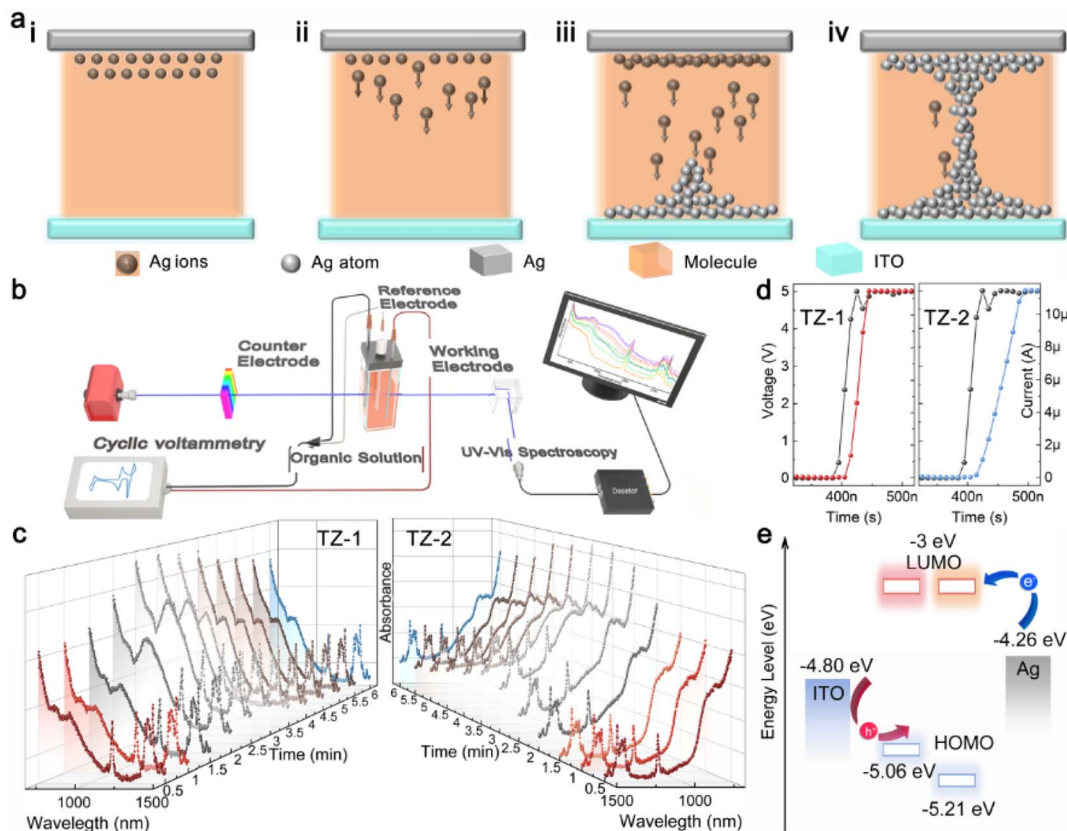 a
i
ii
iii
iv
Ag ions
Ag atom
Ag
Molecule
ITO
b
Reference
Electrode
Counter
Electrode
Working
Electrode
Cyclic voltammetry
Organic Solution
UV-Vis Spectroscopy
Decetor
c
TZ-1
TZ-2
Absorbance
0.5
1
1.5
2
2.5
3
3.5
4
4.5
5
5.5
6
Time (min)
1000
1500
Wavelegth (nm)
6
5.5
5
4.5
4
3.5
3
2.5
2
1.5
1
0.5
Time (min)
1500
1000
Wavelegth (nm)
d
TZ-1
TZ-2
5
4
3
2
1
0
Voltage (V)
10μ
8μ
6μ
4μ
2μ
0
Current (A)
400n
500n
400n
500n
Time (s)
Time (s)
e
Energy Level (eV)
-3 eV
LUMO
e-
-4.26 eV
Ag
-4.80 eV
ITO
h+
HOMO
-5.06 eV
-5.21 eV